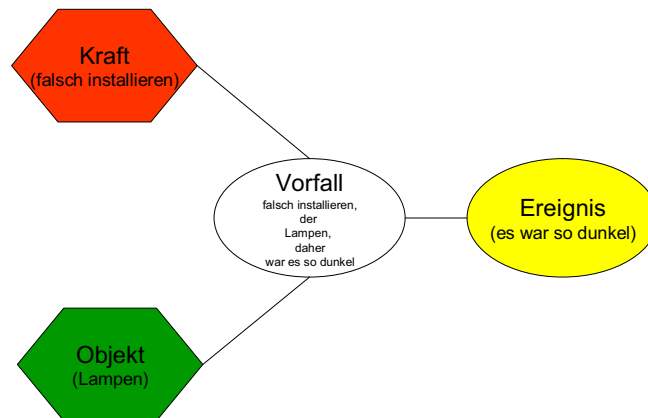 Kraft
(falsch installieren)
Vorfall
falsch installieren,
der
Lampen,
daher
war es so dunkel
Ereignis
(es war so dunkel)
Objekt
(Lampen)